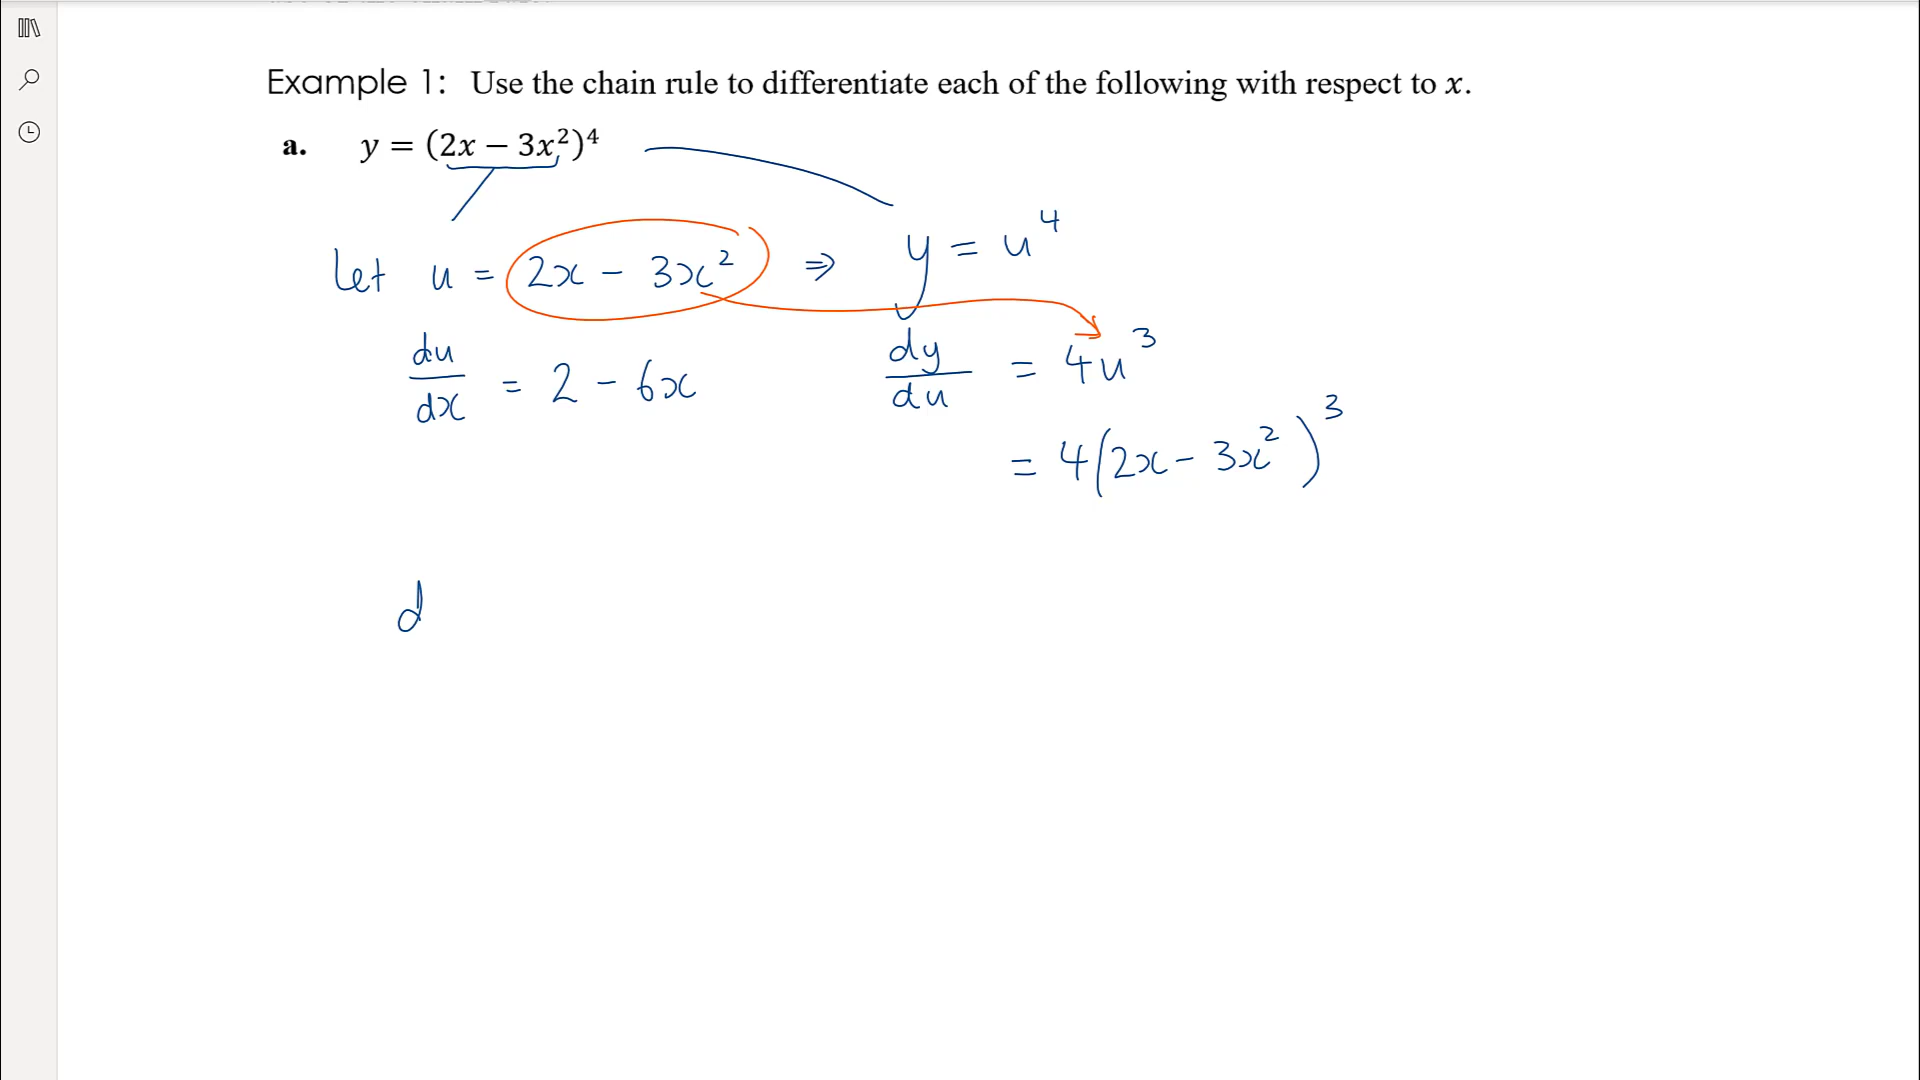 Example 1: Use the chain rule to differentiate each of the following with respect to x.
a. y = (2x − 3x²)⁴
Let u = 2x − 3x² ⇒ y = u⁴
du/dx = 2 − 6x dy/du = 4u³
= 4(2x − 3x²)³
d